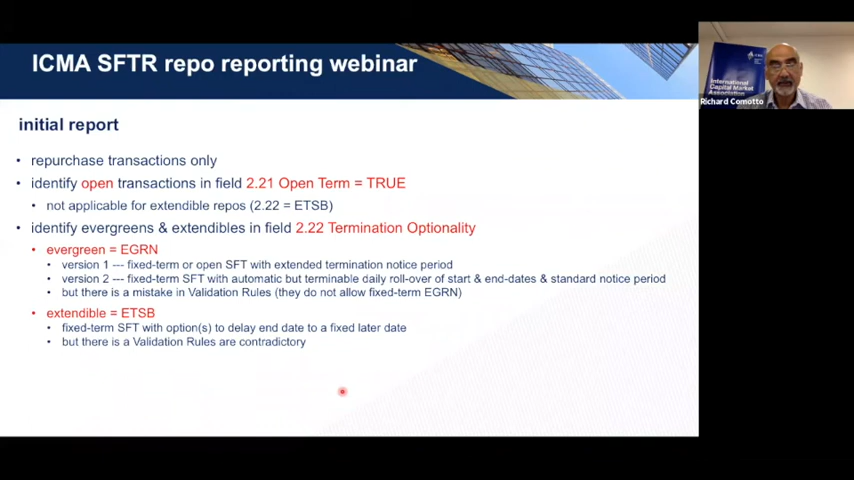 ICMA SFTR repo reporting webinar
initial report
• repurchase transactions only
• identify open transactions in field 2.21 Open Term = TRUE
• not applicable for extendible repos (2.22 = ETSB)
• identify evergreens & extendibles in field 2.22 Termination Optionality
• evergreen = EGRN
• version 1 --- fixed-term or open SFT with extended termination notice period
• version 2 --- fixed-term SFT with automatic but terminable daily roll-over of start & end-dates & standard notice period
• but there is a mistake in Validation Rules (they do not allow fixed-term EGRN)
• extendible = ETSB
• fixed-term SFT with option(s) to delay end date to a fixed later date
• but there is a Validation Rules are contradictory
International
Capital Market
Association
Richard Comotto